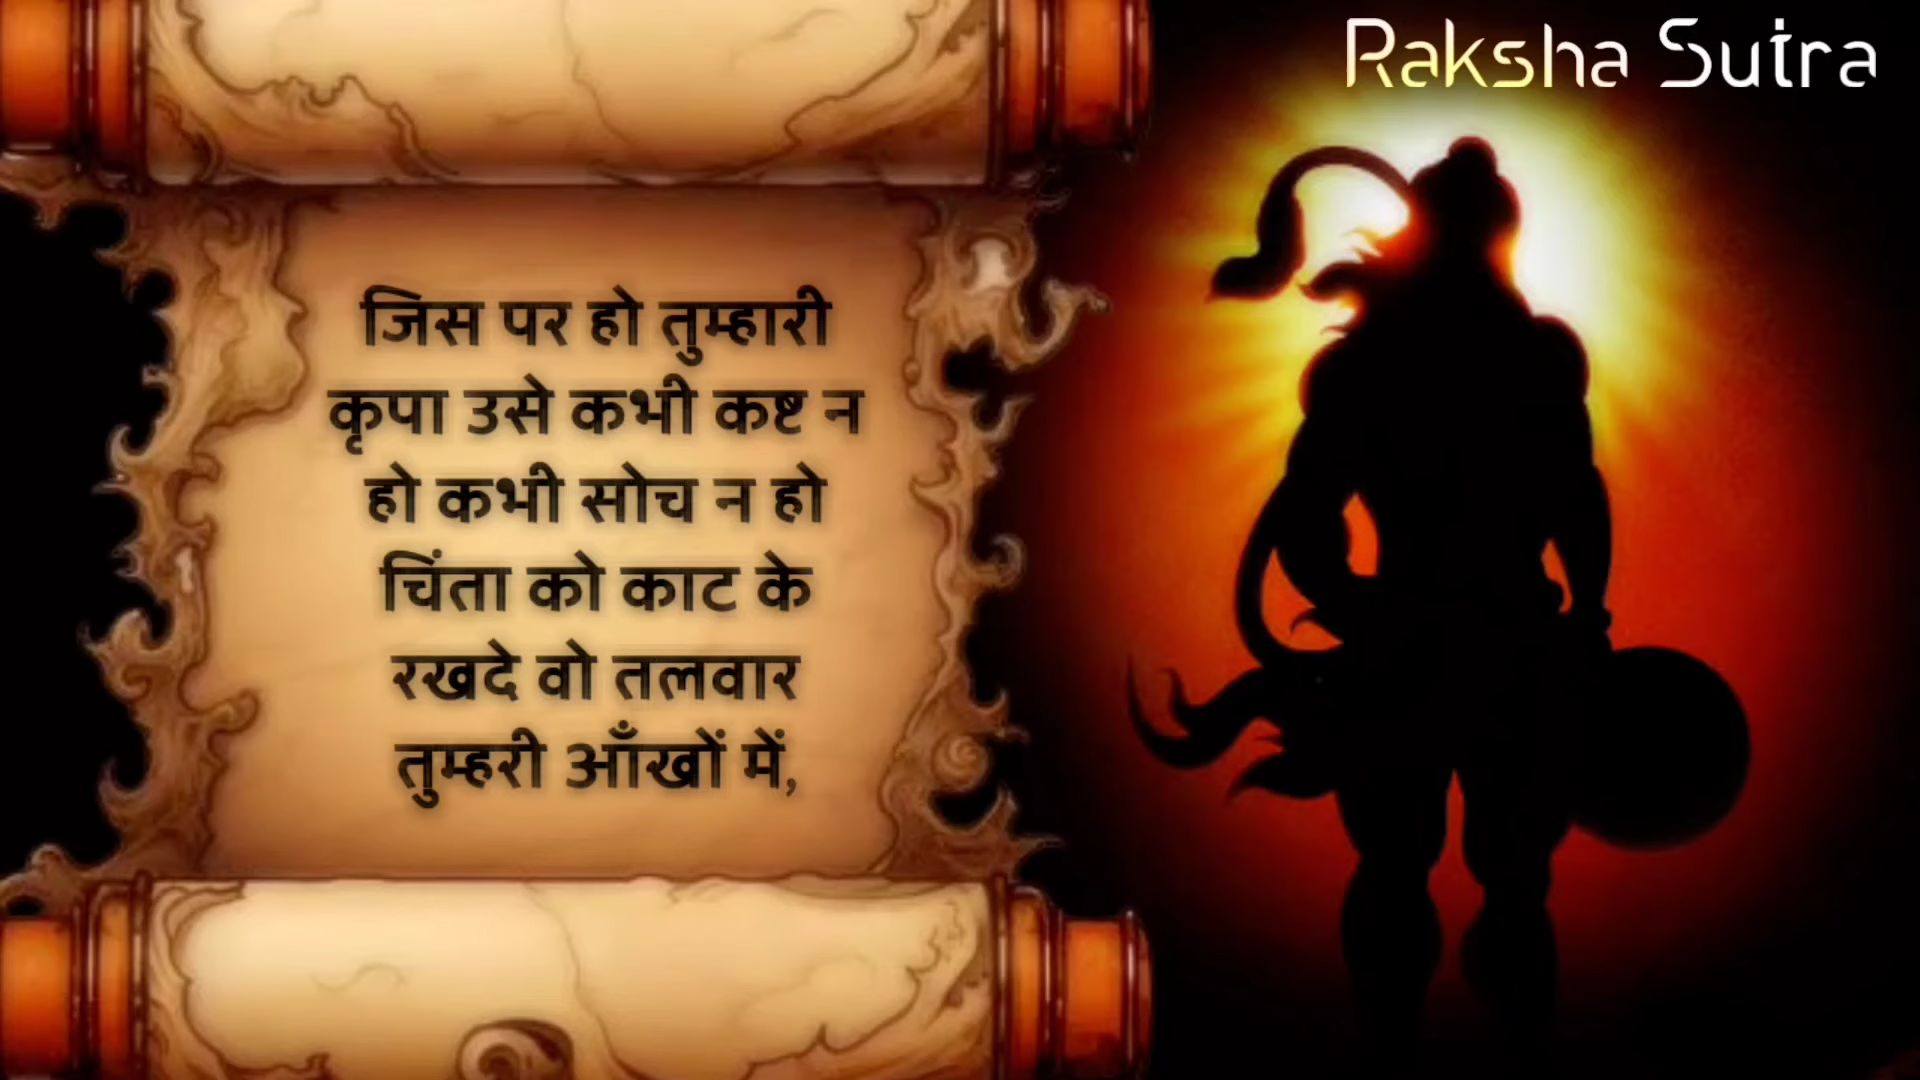 Raksha Sutra
जिस पर हो तुम्हारी
कृपा उसे कभी कष्ट न
हो कभी सोच न हो
चिंता को काट के
रखदे वो तलवार
तुम्हरी आँखों में,